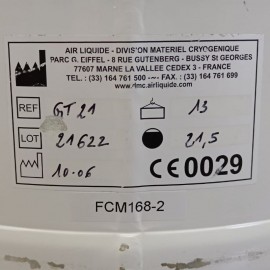 AIR LIQUIDE - DIVISION MATERIEL CRYOGENIQUE
PARC G. EIFFEL - 8 RUE GUTENBERG - BUSSY St GEORGES
77607 MARNE LA VALLEE CEDEX 3 - FRANCE
TEL. : (33) 164 761 500 — FAX : (33) 164 761 699
www.dmc.airliquide.com
REF GT21 13
LOT 21622 21,5
10-06 CE 0029
FCM168-2